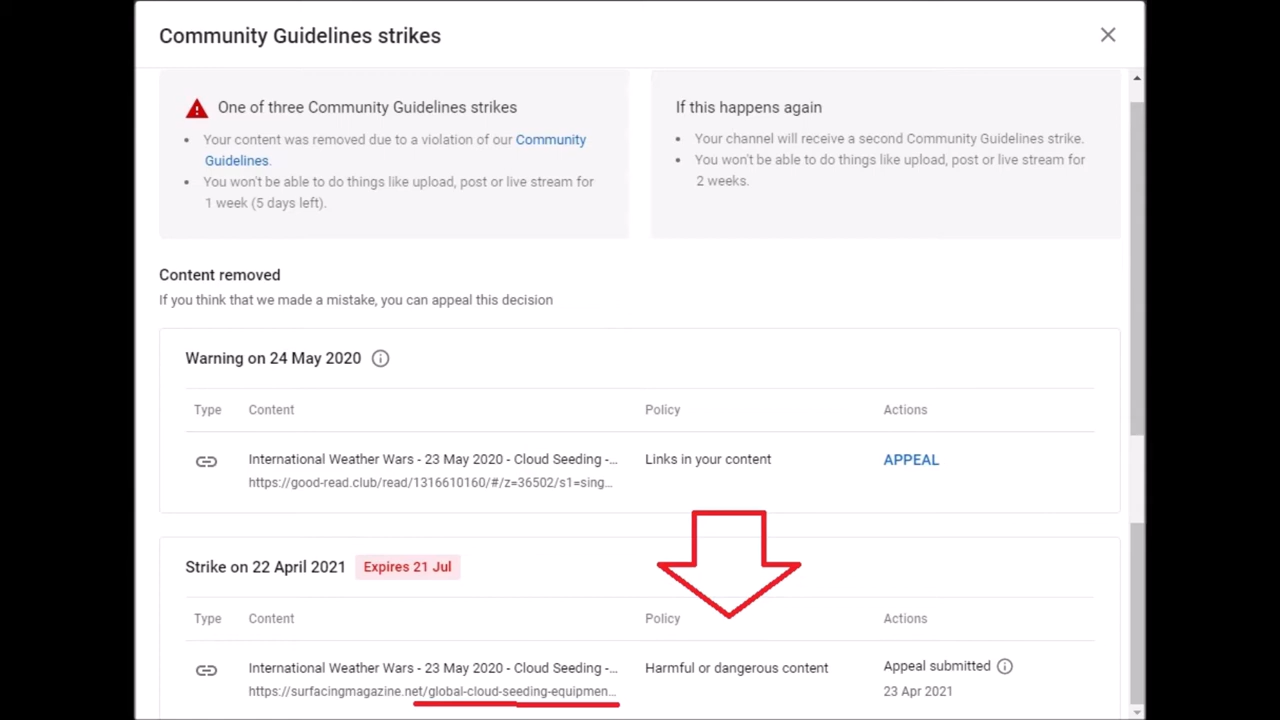 Community Guidelines strikes
One of three Community Guidelines strikes
Your content was removed due to a violation of our Community
Guidelines.
You won't be able to do things like upload, post or live stream for
1 week (5 days left).
If this happens again
Your channel will receive a second Community Guidelines strike.
You won't be able to do things like upload, post or live stream for
2 weeks.
Content removed
If you think that we made a mistake, you can appeal this decision
Warning on 24 May 2020
Type Content Policy Actions
International Weather Wars - 23 May 2020 - Cloud Seeding -... Links in your content APPEAL
https://good-read.club/read/1316610160/#/z=36502/s1=sing...
Strike on 22 April 2021 Expires 21 Jul
Type Content Policy Actions
International Weather Wars - 23 May 2020 - Cloud Seeding -... Harmful or dangerous content Appeal submitted
https://surfacingmagazine.net/global-cloud-seeding-equipmen... 23 Apr 2021